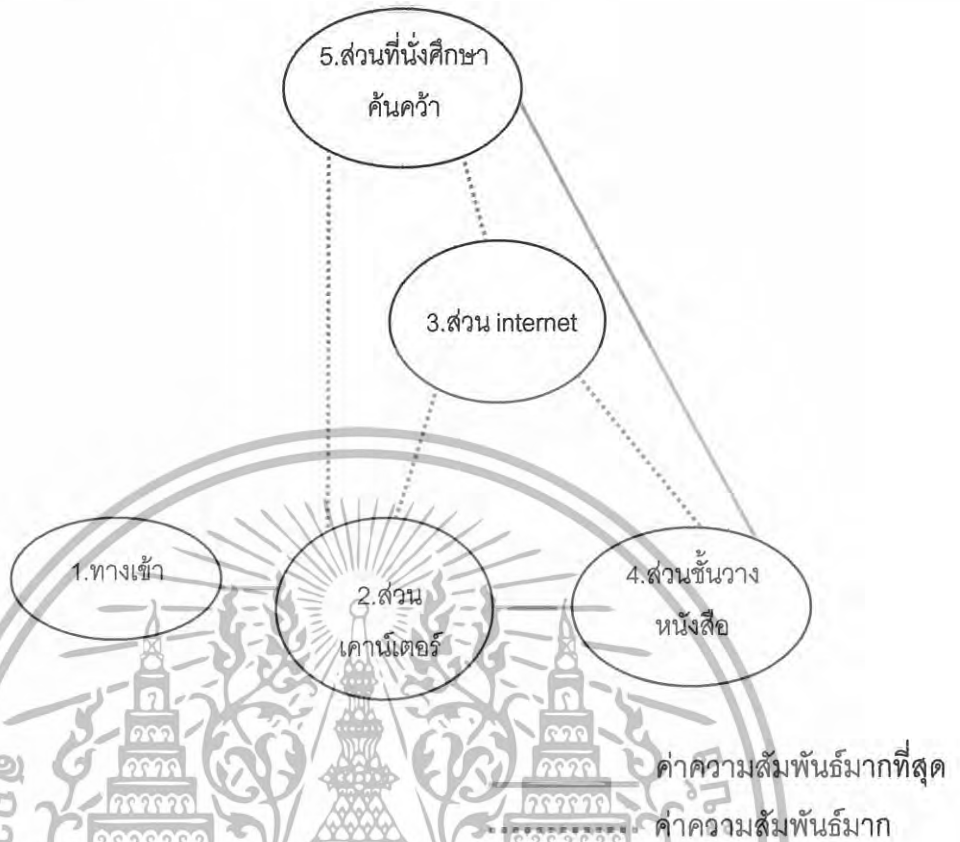 5.ส่วนที่นั่งศึกษา
ค้นคว้า
3.ส่วน internet
1.ทางเข้า
2.ส่วน
เคาน์เตอร์
4.ส่วนชั้นวาง
หนังสือ
ค่าความสัมพันธ์มากที่สุด
ค่าความสัมพันธ์มาก